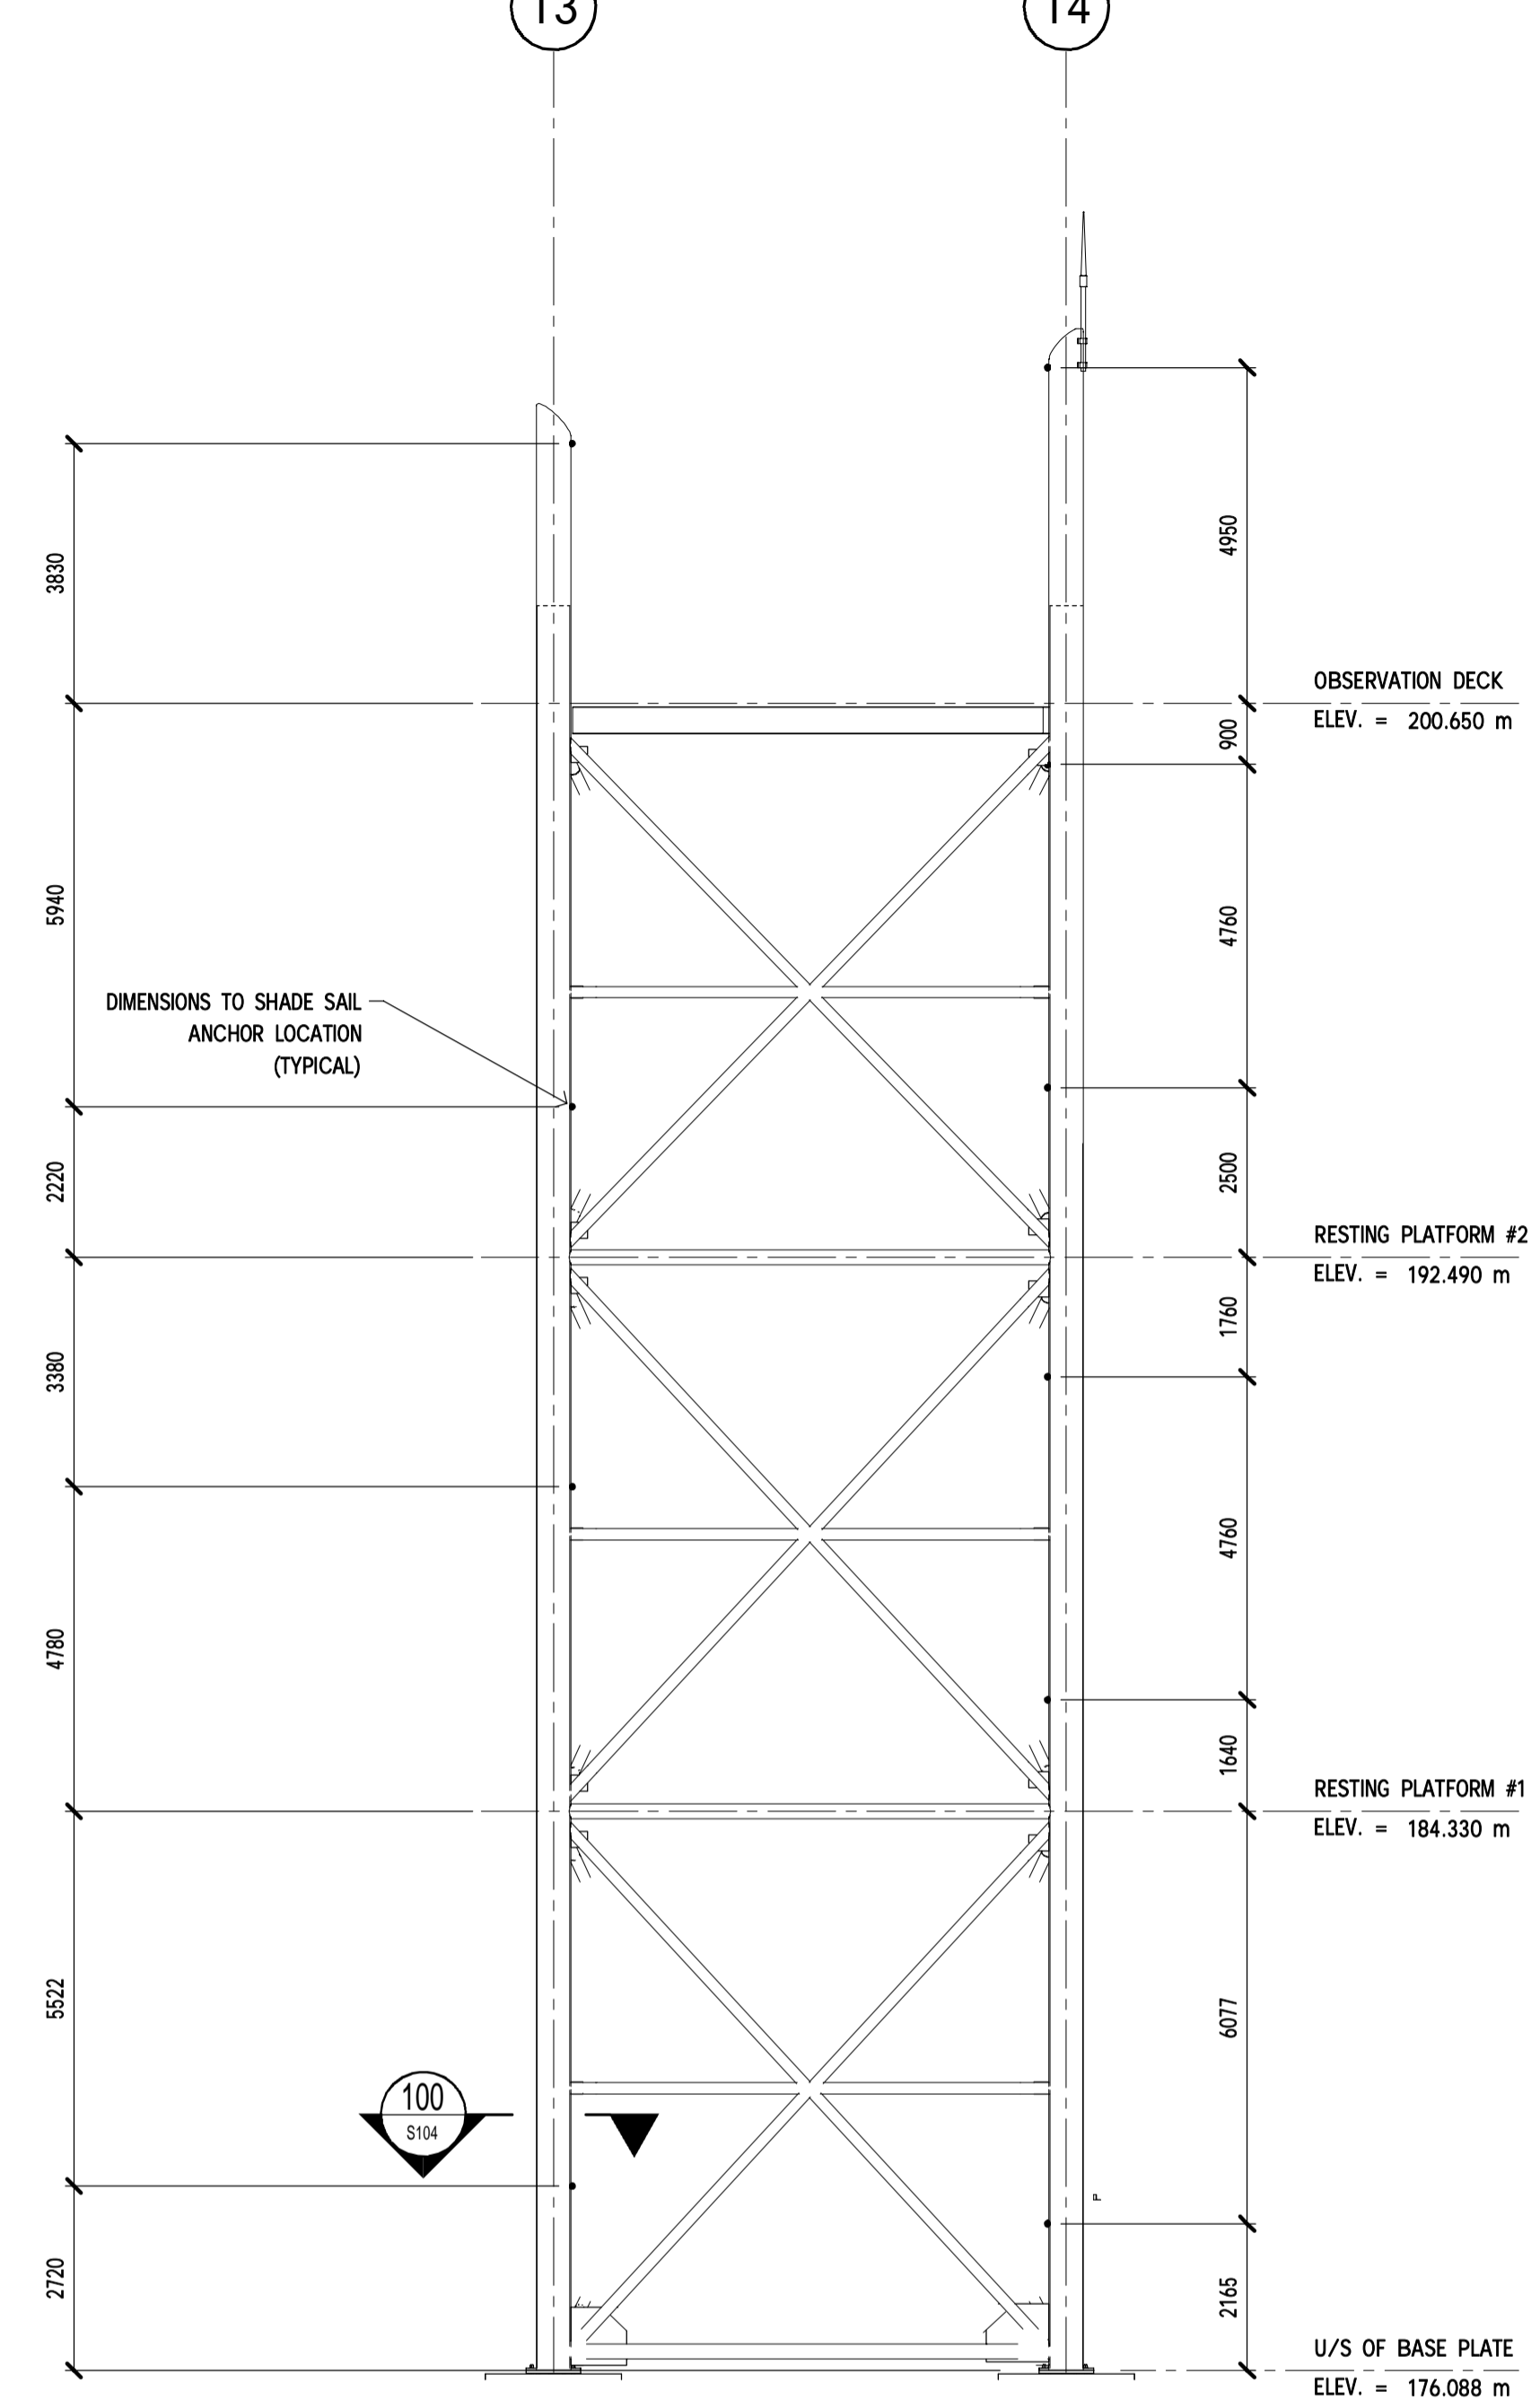 13
14
3830
5940
2220
3380
4780
5522
2720
DIMENSIONS TO SHADE SAIL
ANCHOR LOCATION
(TYPICAL)
100
S104
4950
900
4760
2500
1760
4760
1640
6077
2165
OBSERVATION DECK
ELEV. = 200.650 m
RESTING PLATFORM #2
ELEV. = 192.490 m
RESTING PLATFORM #1
ELEV. = 184.330 m
U/S OF BASE PLATE
ELEV. = 176.088 m